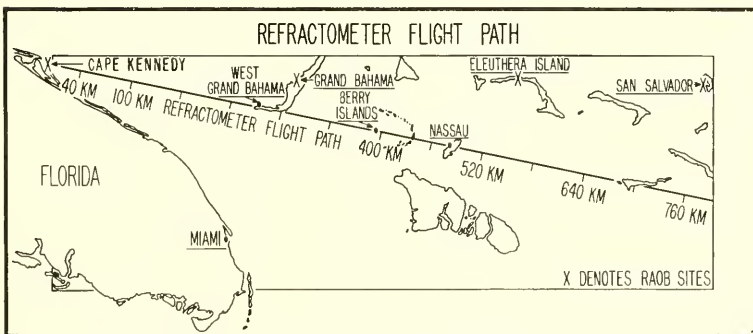 REFRACTOMETER FLIGHT PATH
CAPE KENNEDY
40 KM
100 KM
REFRACTOMETER FLIGHT PATH
WEST
GRAND BAHAMA
GRAND BAHAMA
BERRY
ISLANDS
400 KM
NASSAU
ELEUTHERA ISLAND
SAN SALVADOR
520 KM
640 KM
760 KM
FLORIDA
MIAMI
X DENOTES RAOB SITES